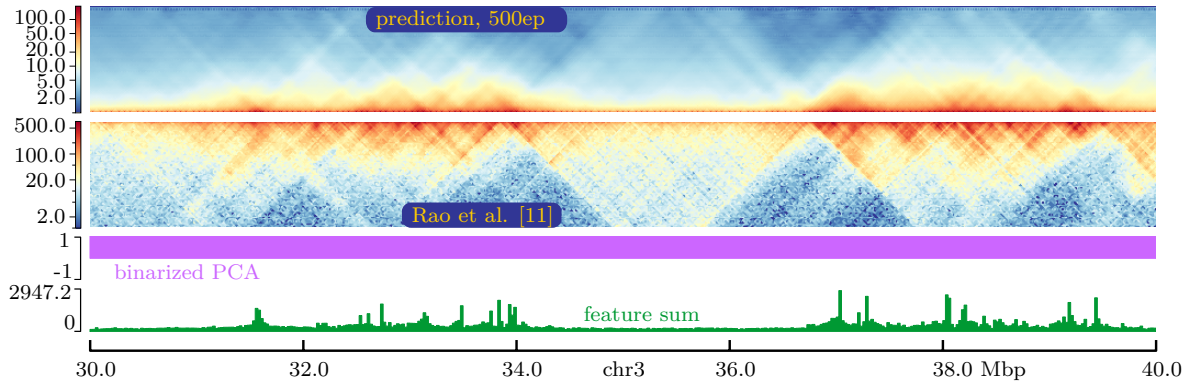 100.0
50.0
prediction, 500ep
20.0
10.0
5.0
2.0
500.0
100.0
20.0
2.0
Rao et al. [11]
1
-1
binarized PCA
2947.2
0
feature sum
30.0 32.0 34.0 chr3 36.0 38.0 Mbp 40.0